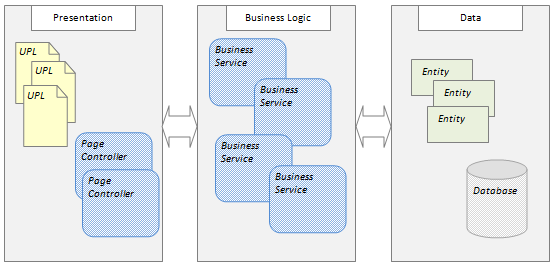 Presentation
UPL
UPL
UPL
Page
Controller
Page
Controller
Business Logic
Business
Service
Business
Service
Business
Service
Business
Service
Data
Entity
Entity
Entity
Database